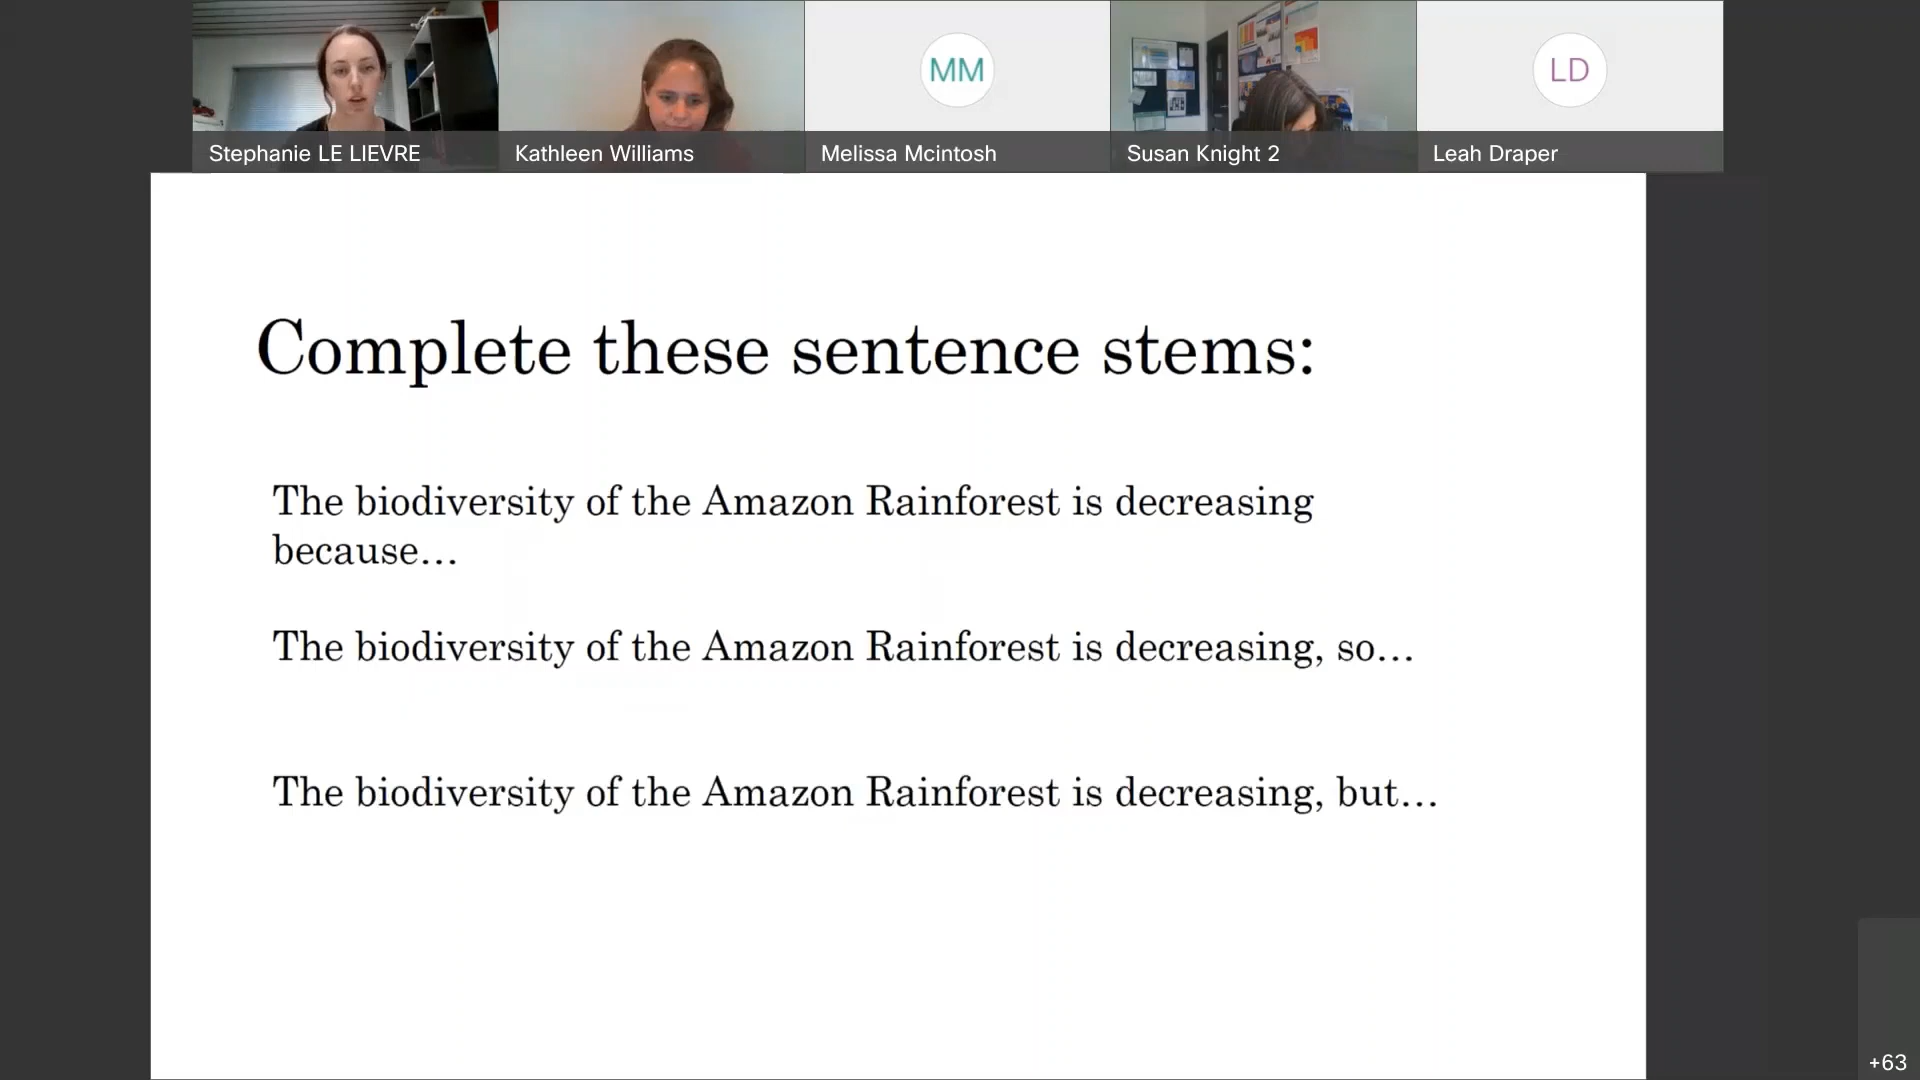 MM
LD
Stephanie LE LIEVRE
Kathleen Williams
Melissa Mcintosh
Susan Knight 2
Leah Draper
Complete these sentence stems:
The biodiversity of the Amazon Rainforest is decreasing
because…
The biodiversity of the Amazon Rainforest is decreasing, so…
The biodiversity of the Amazon Rainforest is decreasing, but…
+63